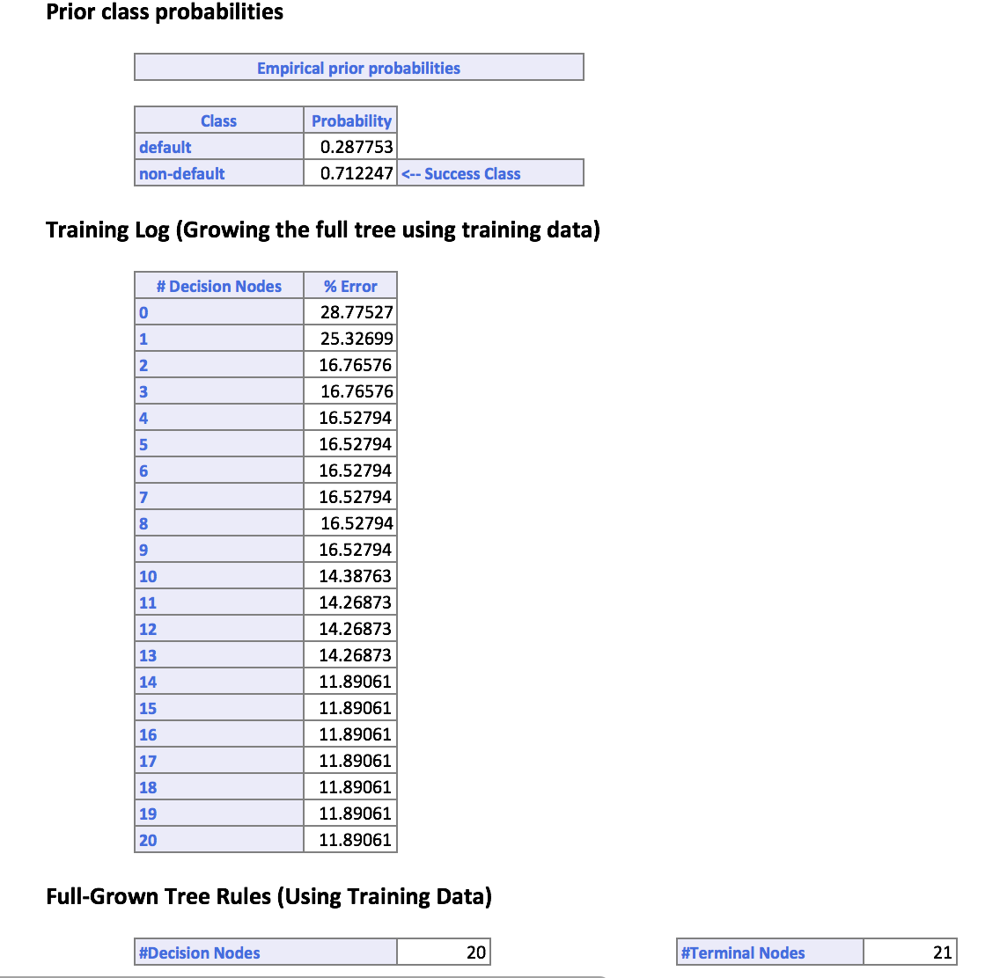 Prior class probabilities
Empirical prior probabilities
Class Probability
default 0.287753
non-default 0.712247 <-- Success Class
Training Log (Growing the full tree using training data)
# Decision Nodes % Error
0 28.77527
1 25.32699
2 16.76576
3 16.76576
4 16.52794
5 16.52794
6 16.52794
7 16.52794
8 16.52794
9 16.52794
10 14.38763
11 14.26873
12 14.26873
13 14.26873
14 11.89061
15 11.89061
16 11.89061
17 11.89061
18 11.89061
19 11.89061
20 11.89061
Full-Grown Tree Rules (Using Training Data)
#Decision Nodes 20 #Terminal Nodes 21